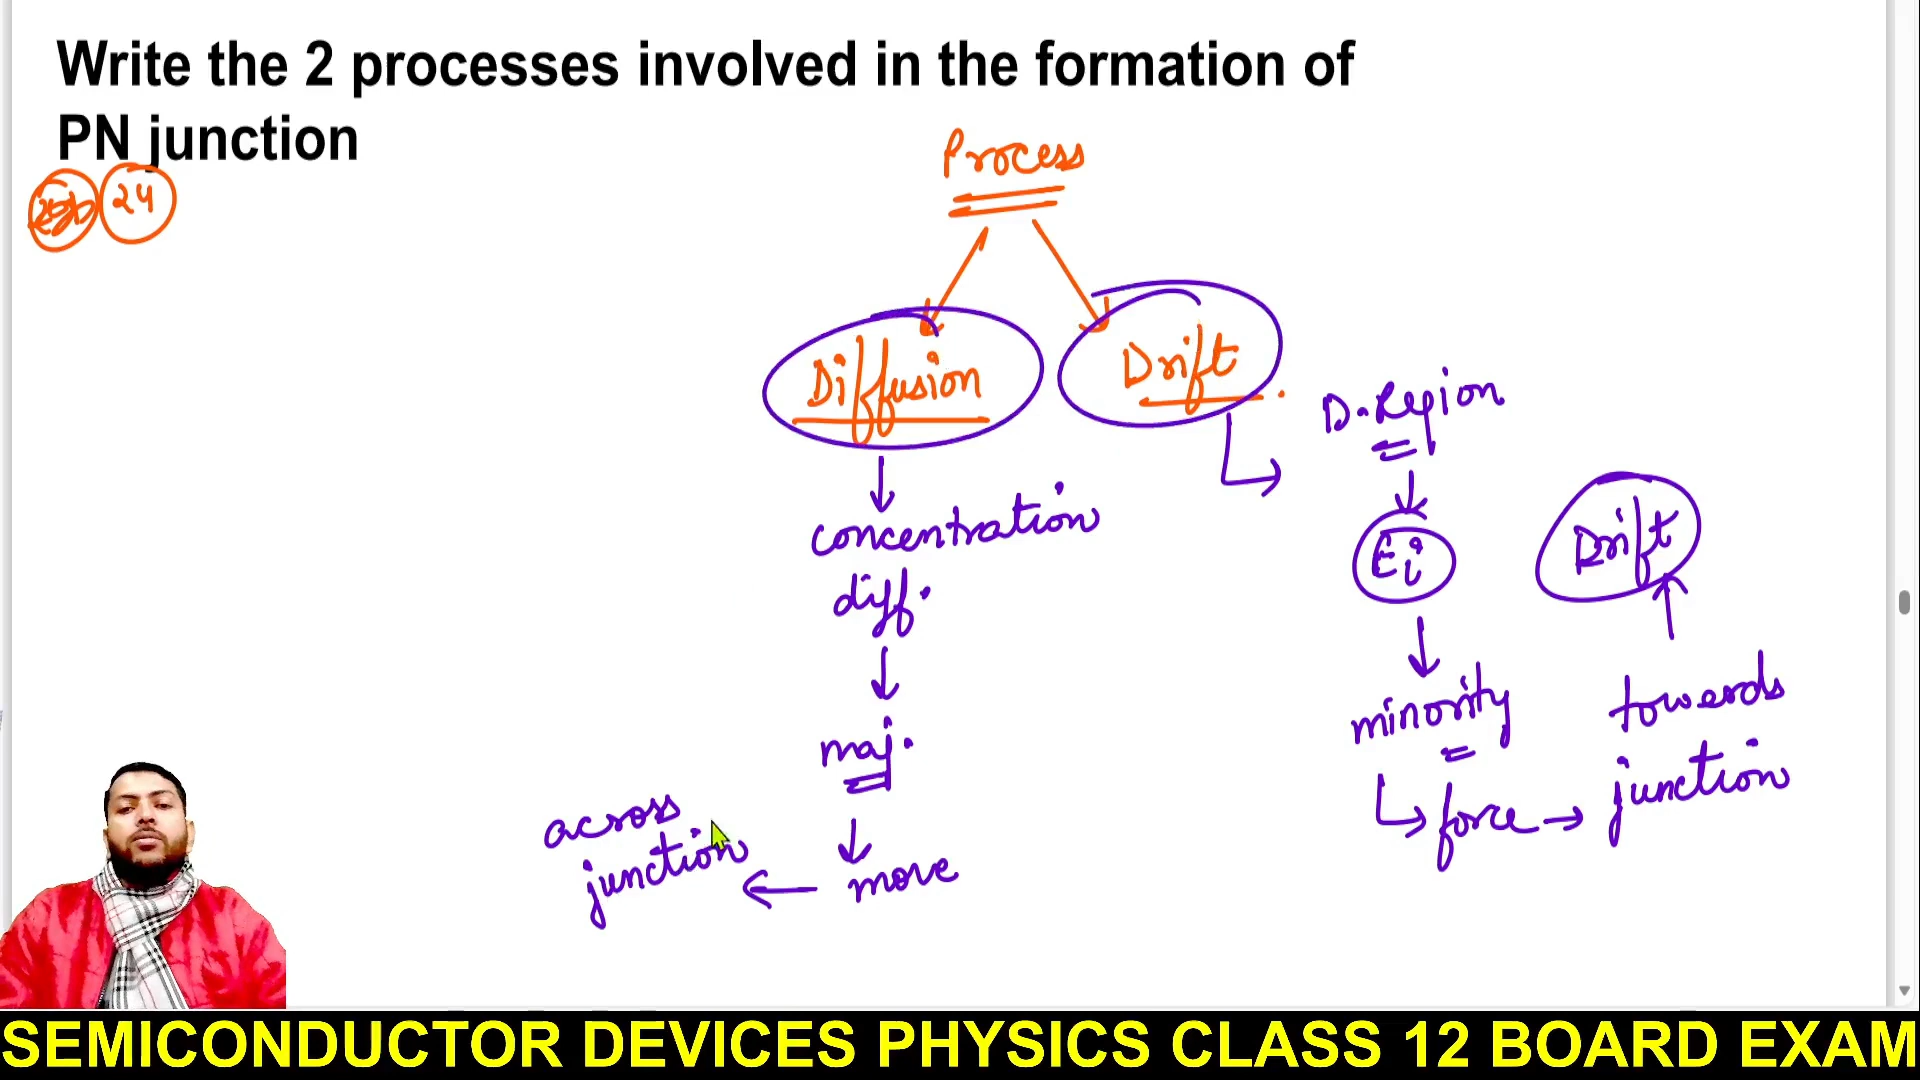 Write the 2 processes involved in the formation of
PN junction
24
Process
Diffusion
Drift
concentration
diff.
maj.
move
across
junction
D. Region
Ei
minority
force
towards
junction
Drift
SEMICONDUCTOR DEVICES PHYSICS CLASS 12 BOARD EXAM